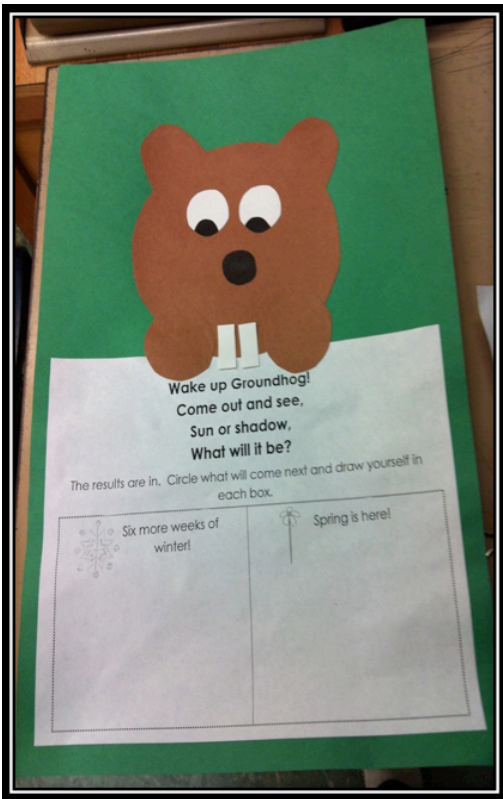 Wake up Groundhog!
Come out and see,
Sun or shadow,
What will it be?
The results are in. Circle what will come next and draw yourself in
each box.
Six more weeks of
winter!
Spring is here!